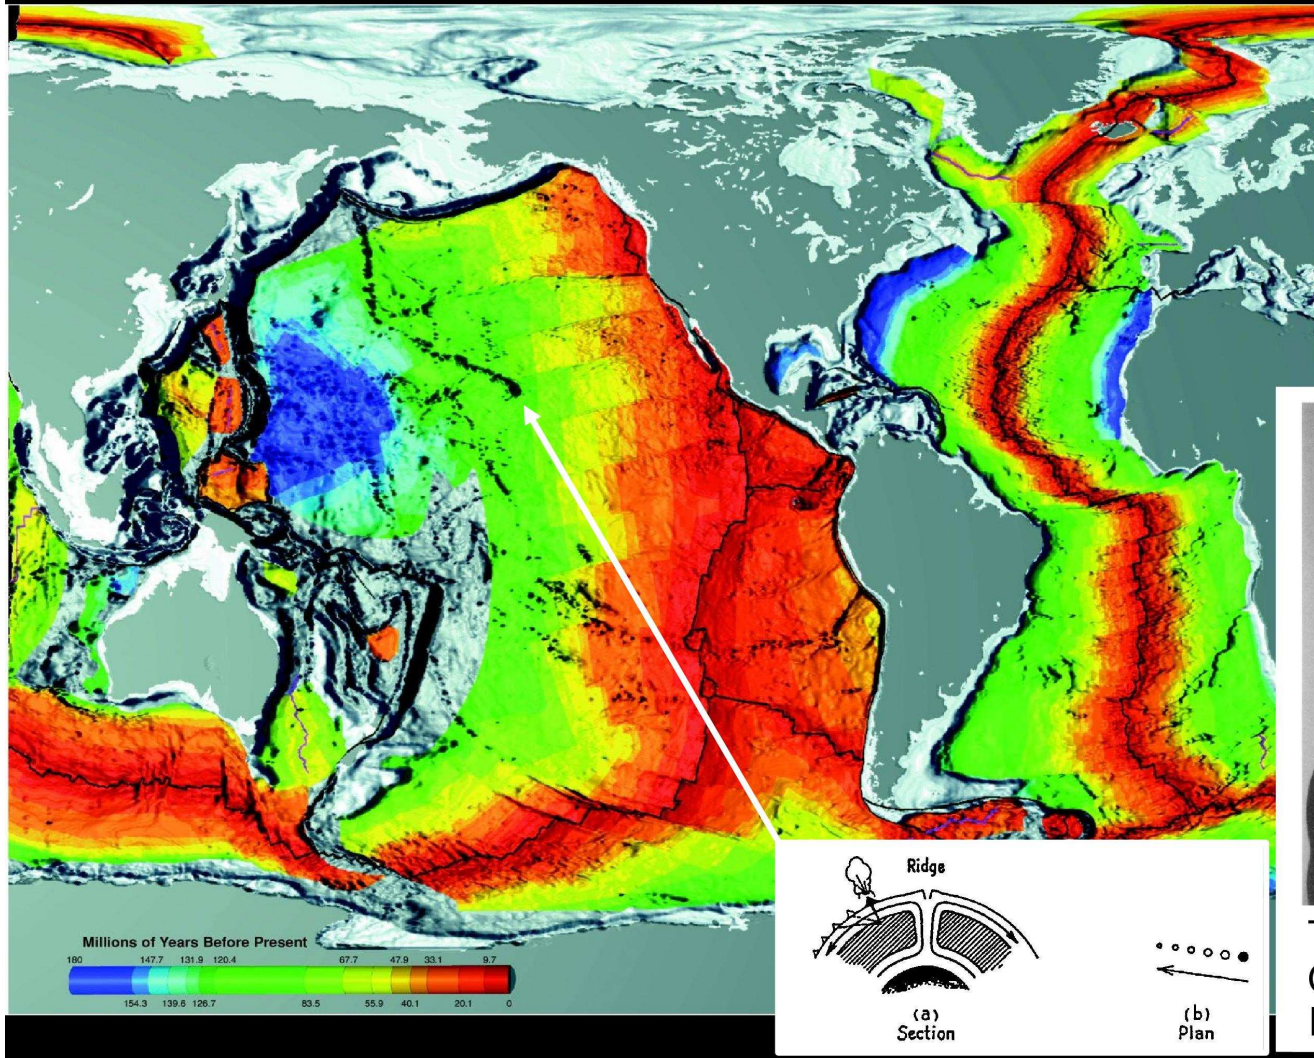 Millions of Years Before Present
180 147.7 131.9 120.4 67.7 47.9 33.1 9.7
154.3 139.6 126.7 83.5 55.9 40.1 20.1 0
Ridge
(a)
Section
(b)
Plan